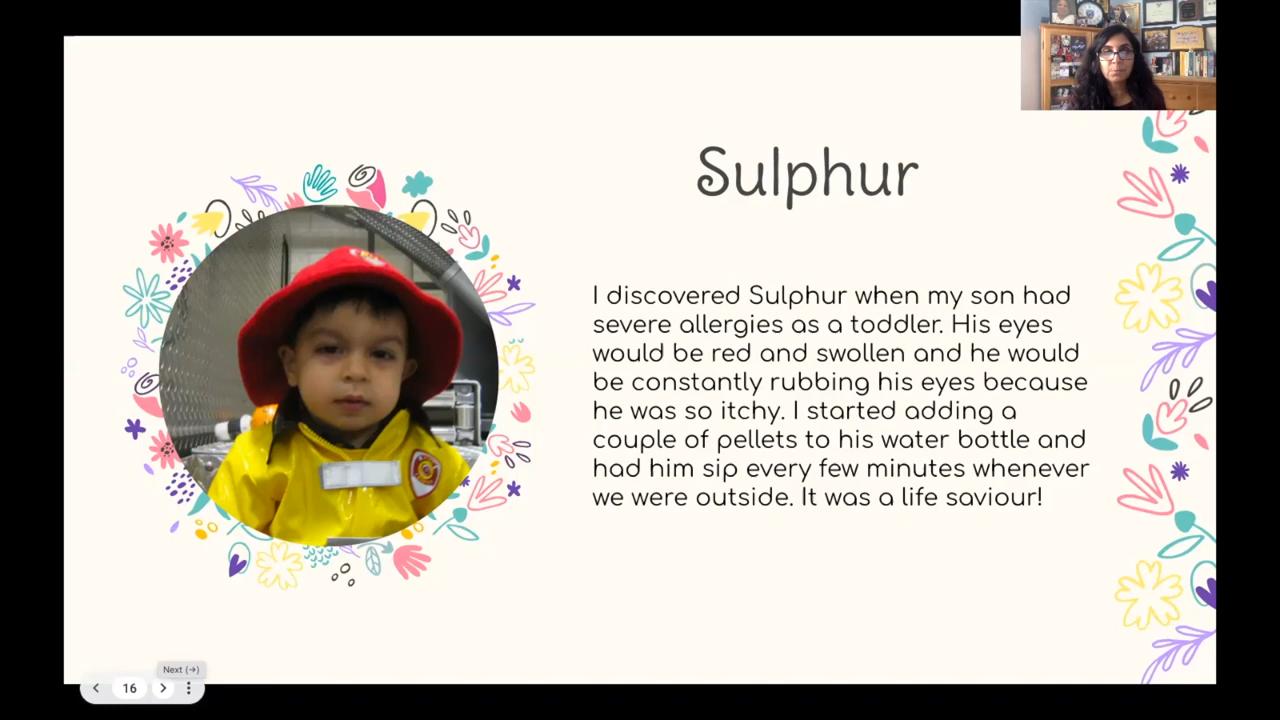 Sulphur
I discovered Sulphur when my son had
severe allergies as a toddler. His eyes
would be red and swollen and he would
be constantly rubbing his eyes because
he was so itchy. I started adding a
couple of pellets to his water bottle and
had him sip every few minutes whenever
we were outside. It was a life saviour!
Next (→)
16